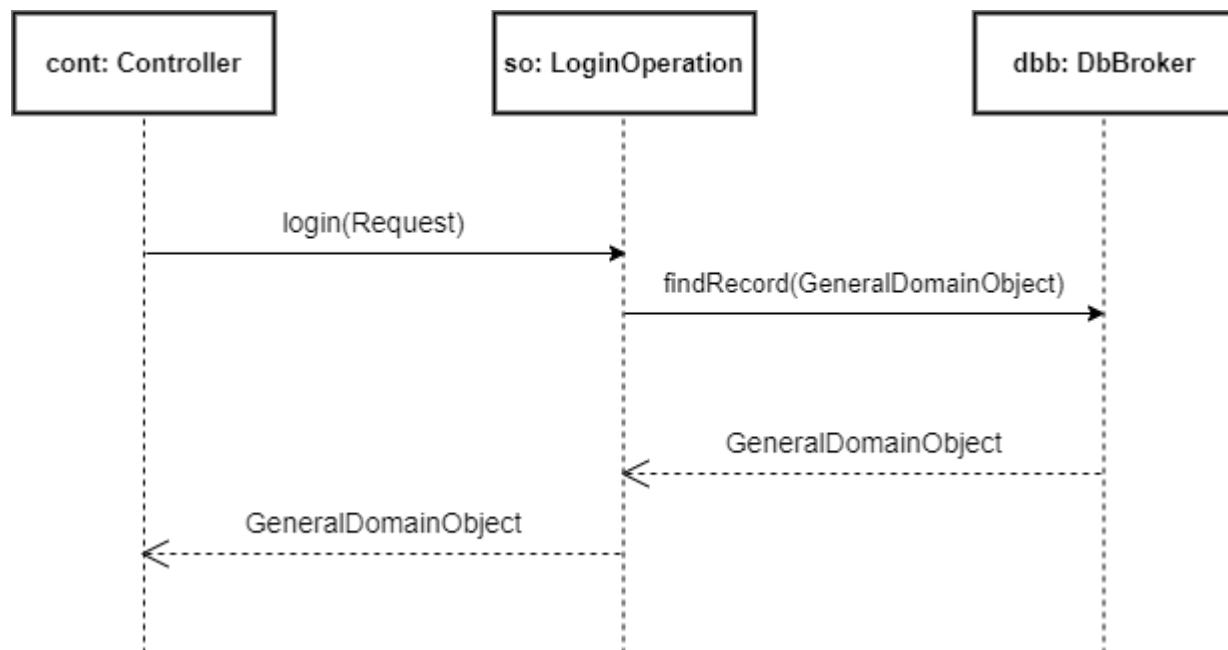 cont: Controller
so: LoginOperation
dbb: DbBroker
login(Request)
findRecord(GeneralDomainObject)
GeneralDomainObject
GeneralDomainObject